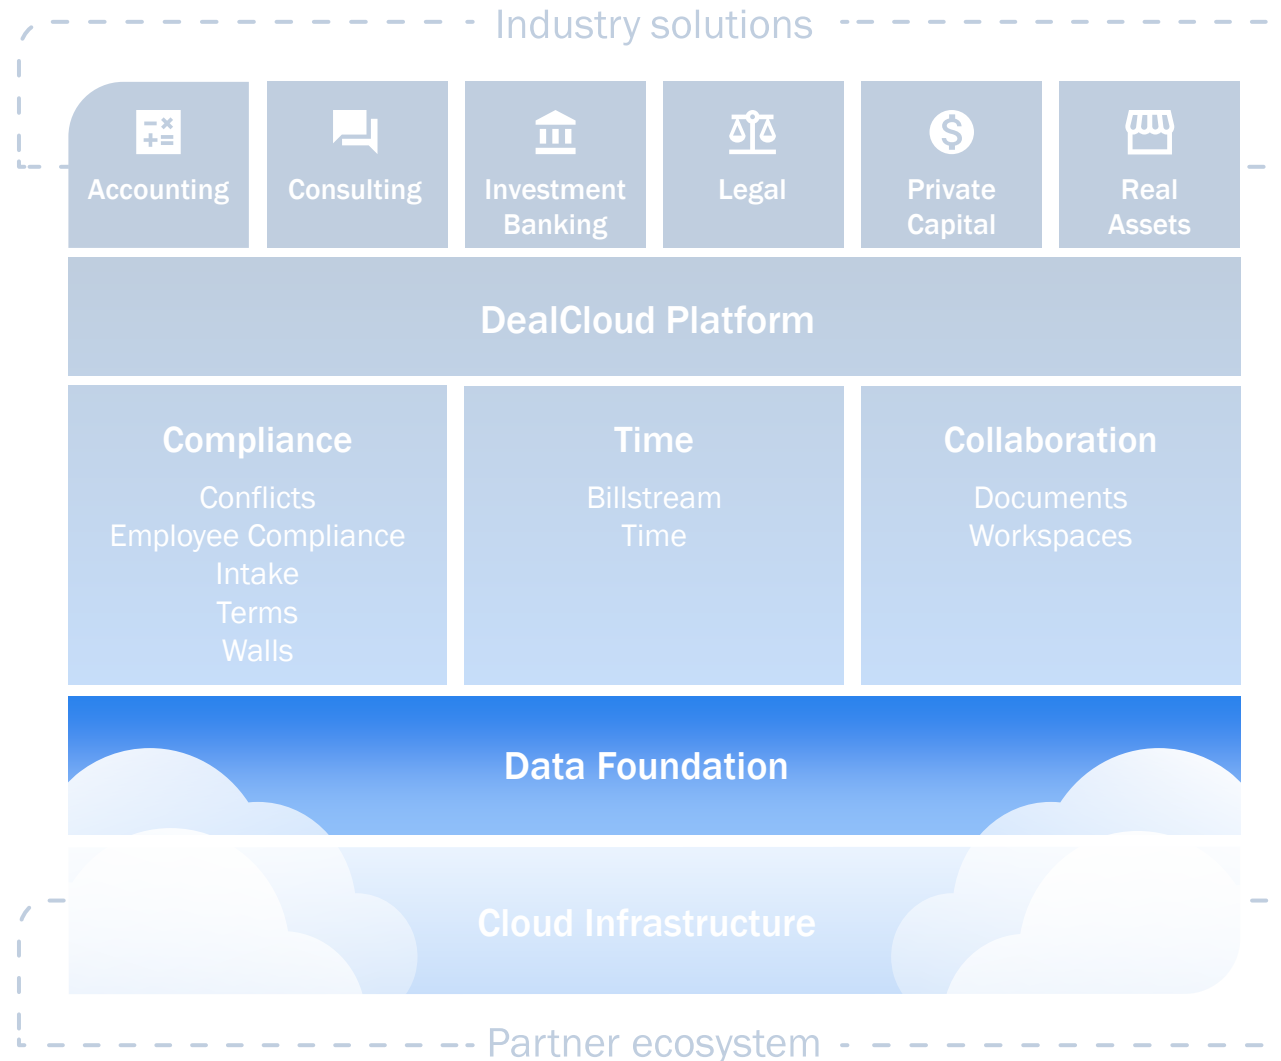 Industry solutions
Accounting
Consulting
Investment
Banking
Legal
Private
Capital
Real
Assets
DealCloud Platform
Compliance
Conflicts
Employee Compliance
Intake
Terms
Walls
Time
Billstream
Time
Collaboration
Documents
Workspaces
Data Foundation
Cloud Infrastructure
Partner ecosystem